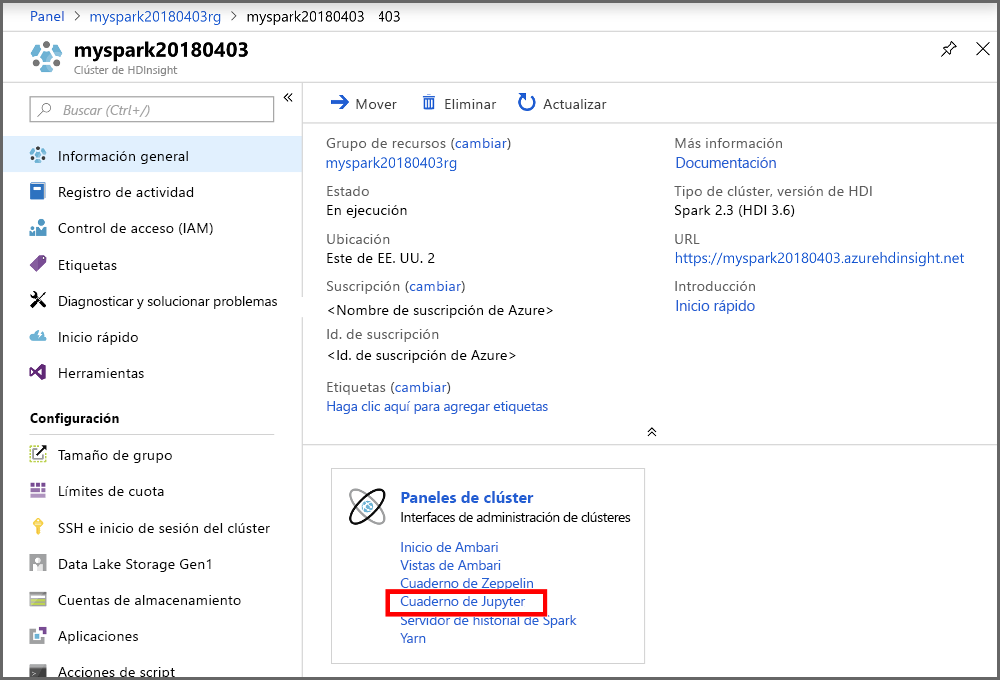 Panel > myspark20180403rg > myspark20180403 403
myspark20180403
Clúster de HDInsight
Buscar (Ctrl+/)
«
Información general
Registro de actividad
Control de acceso (IAM)
Etiquetas
Diagnosticar y solucionar problemas
Inicio rápido
Herramientas
Configuración
Tamaño de grupo
Límites de cuota
SSH e inicio de sesión del clúster
Data Lake Storage Gen1
Cuentas de almacenamiento
Aplicaciones
Acciones de script
Mover Eliminar Actualizar
Grupo de recursos (cambiar)
myspark20180403rg
Estado
En ejecución
Ubicación
Este de EE. UU. 2
Suscripción (cambiar)
<Nombre de suscripción de Azure>
Id. de suscripción
<Id. de suscripción de Azure>
Etiquetas (cambiar)
Haga clic aquí para agregar etiquetas
Más información
Documentación
Tipo de clúster, versión de HDI
Spark 2.3 (HDI 3.6)
URL
https://myspark20180403.azurehdinsight.net
Introducción
Inicio rápido
Paneles de clúster
Interfaces de administración de clústeres
Inicio de Ambari
Vistas de Ambari
Cuaderno de Zeppelin
Cuaderno de Jupyter
Servidor de historial de Spark
Yarn